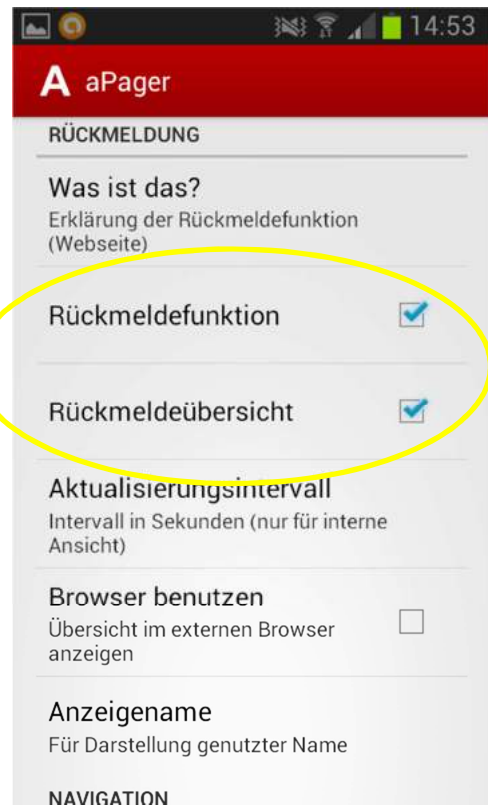 14:53
A aPager
RÜCKMELDUNG
Was ist das?
Erklärung der Rückmeldefunktion
(Webseite)
Rückmeldefunktion
Rückmeldeübersicht
Aktualisierungsintervall
Intervall in Sekunden (nur für interne
Ansicht)
Browser benutzen
Übersicht im externen Browser
anzeigen
Anzeigename
Für Darstellung genutzter Name
NAVIGATION